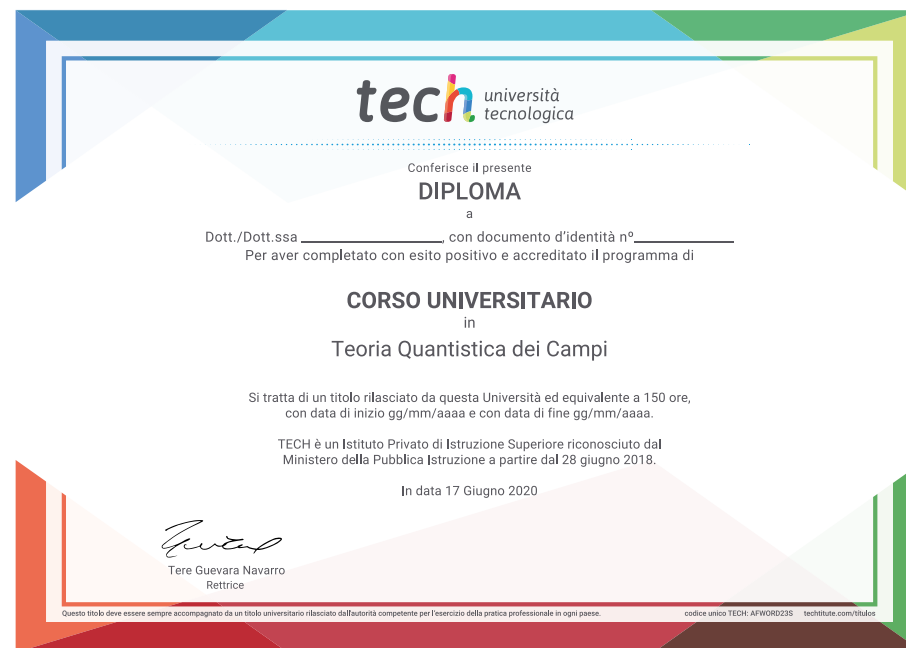 tech università
tecnologica
Conferisce il presente
DIPLOMA
a
Dott./Dott.ssa ____________________, con documento d'identità nº______________
Per aver completato con esito positivo e accreditato il programma di
CORSO UNIVERSITARIO
in
Teoria Quantistica dei Campi
Si tratta di un titolo rilasciato da questa Università ed equivalente a 150 ore,
con data di inizio gg/mm/aaaa e con data di fine gg/mm/aaaa.
TECH è un Istituto Privato di Istruzione Superiore riconosciuto dal
Ministero della Pubblica Istruzione a partire dal 28 giugno 2018.
In data 17 Giugno 2020
Tere Guevara Navarro
Rettrice
Questo titolo deve essere sempre accompagnato da un titolo universitario rilasciato dall'autorità competente per l'esercizio della pratica professionale in ogni paese. codice unico TECH: AFWORD23S techtitute.com/titulos